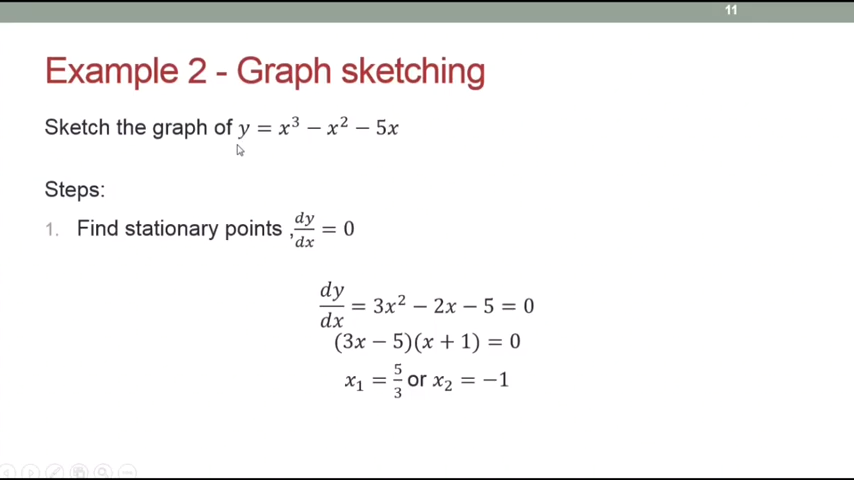 11
Example 2 - Graph sketching
Sketch the graph of y = x³ − x² − 5x
Steps:
1. Find stationary points ,dy/dx = 0
dy/dx = 3x² − 2x − 5 = 0
(3x − 5)(x + 1) = 0
x₁ = 5/3 or x₂ = −1